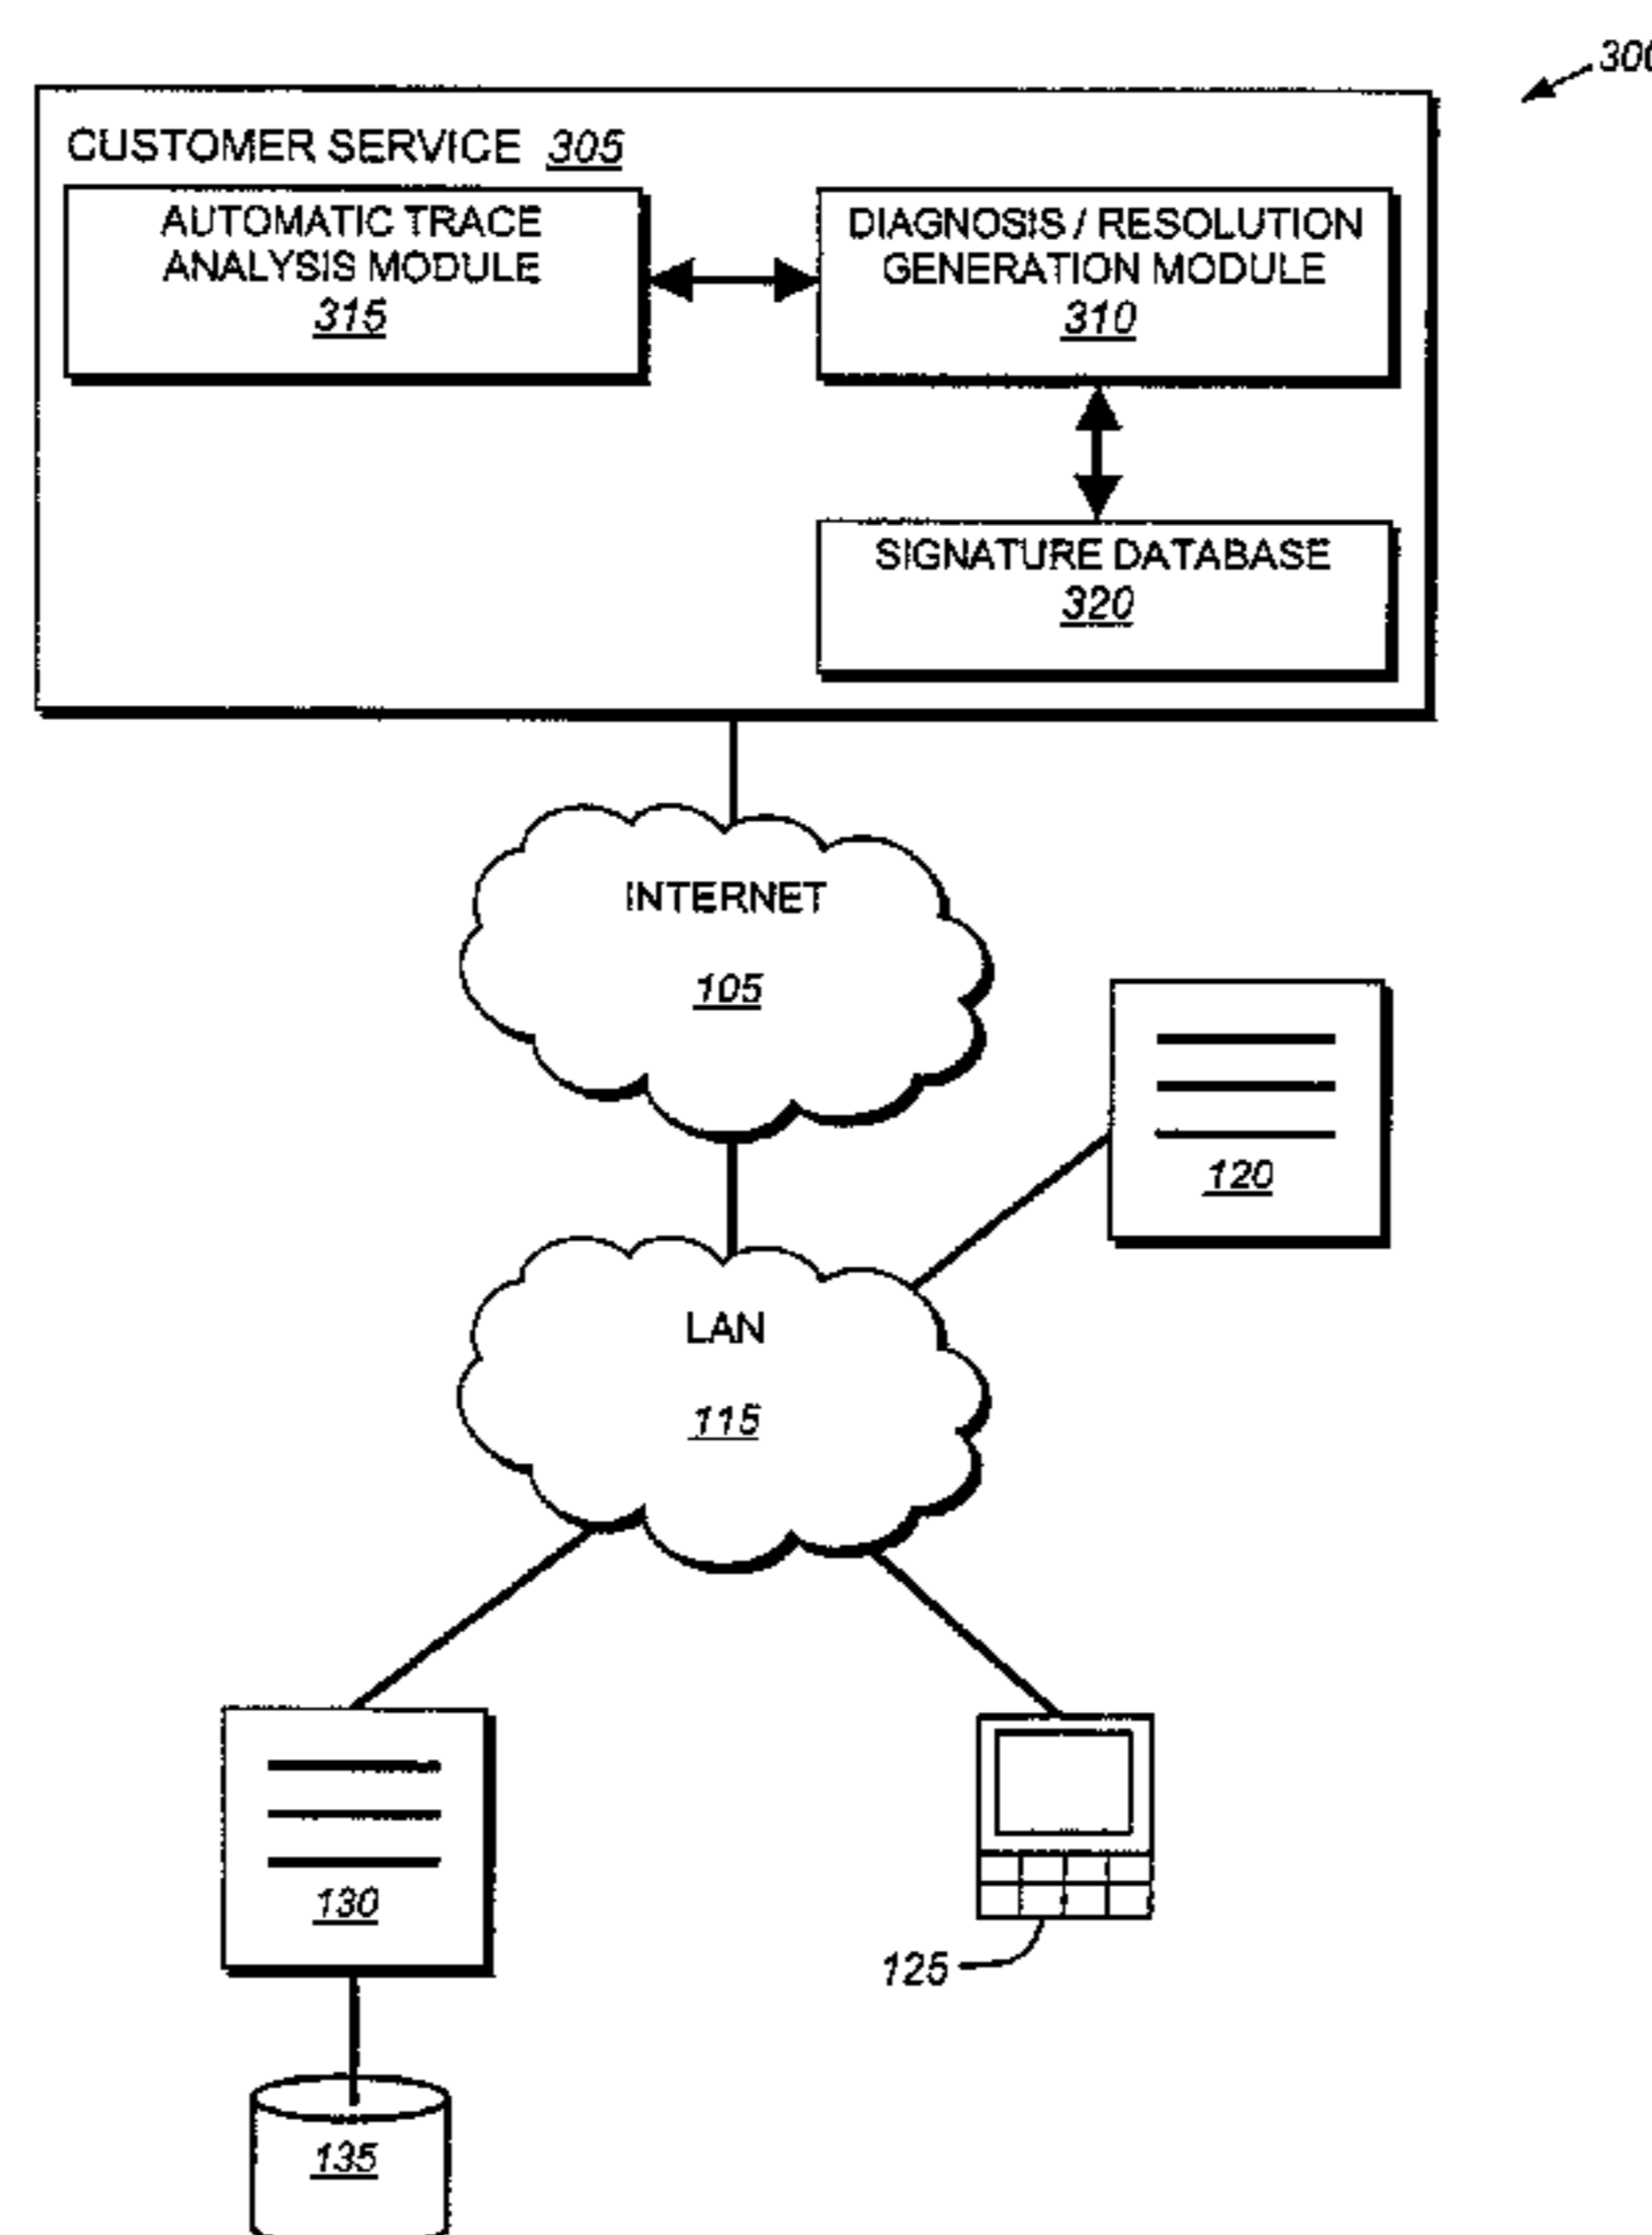 300
CUSTOMER SERVICE 305
AUTOMATIC TRACE
ANALYSIS MODULE
315
DIAGNOSIS / RESOLUTION
GENERATION MODULE
310
SIGNATURE DATABASE
320
INTERNET
105
120
LAN
115
130
125
135